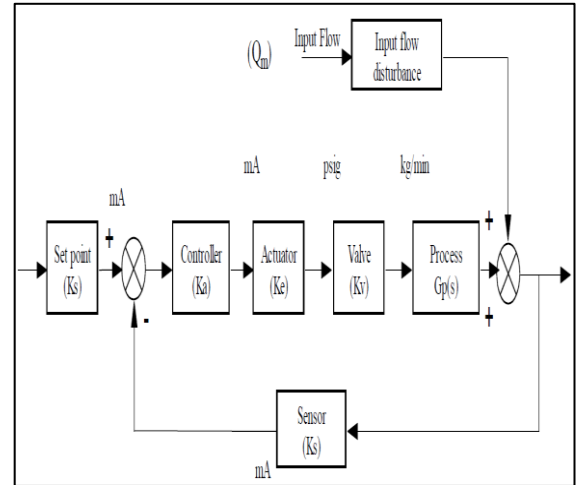 (Qm)
Input Flow
Input flow
disturbance
mA
psig
kg/min
mA
+
+
Set point
(Ks)
Controller
(Ka)
Actuator
(Ke)
Valve
(Kv)
Process
Gp(s)
-
+
Sensor
(Ks)
mA